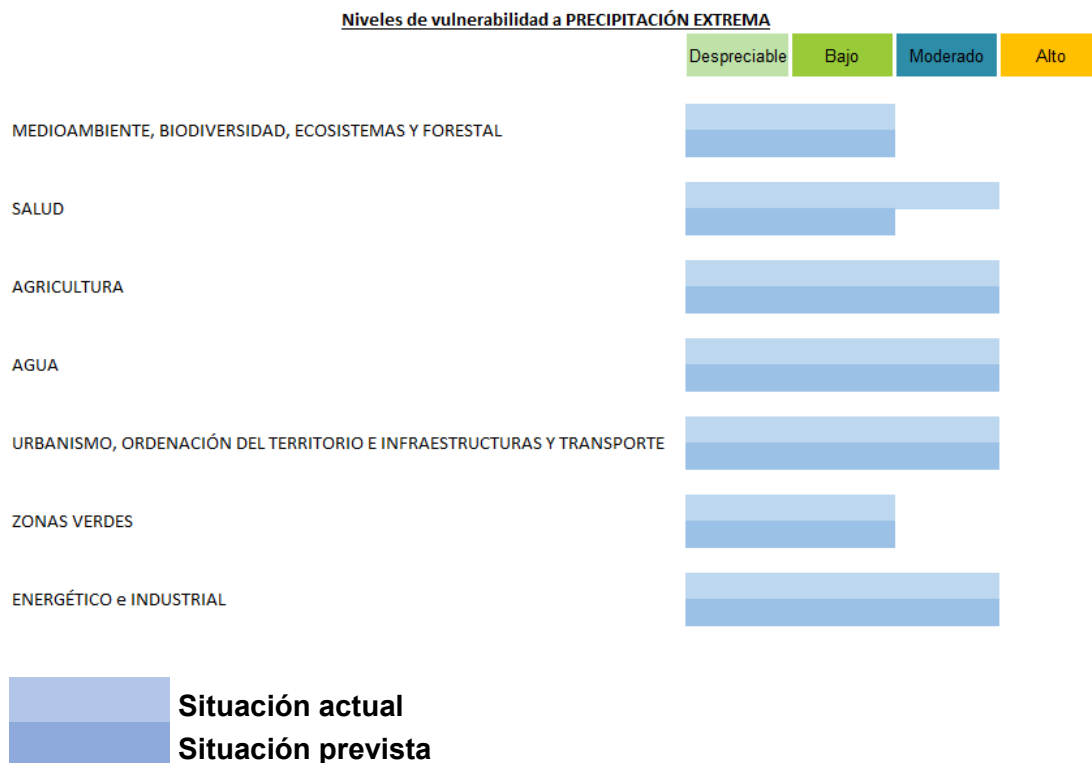 Niveles de vulnerabilidad a PRECIPITACIÓN EXTREMA
Despreciable Bajo Moderado Alto
MEDIOAMBIENTE, BIODIVERSIDAD, ECOSISTEMAS Y FORESTAL
SALUD
AGRICULTURA
AGUA
URBANISMO, ORDENACIÓN DEL TERRITORIO E INFRAESTRUCTURAS Y TRANSPORTE
ZONAS VERDES
ENERGÉTICO e INDUSTRIAL
Situación actual
Situación prevista